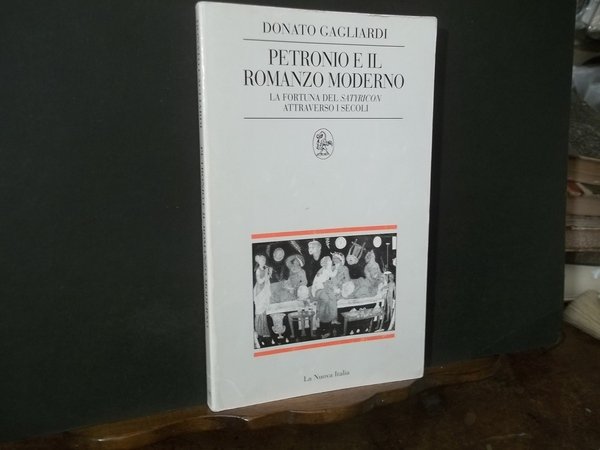 DONATO GAGLIARDI
PETRONIO E IL
ROMANZO MODERNO
LA FORTUNA DEL SATYRICON
ATTRAVERSO I SECOLI
La Nuova Italia